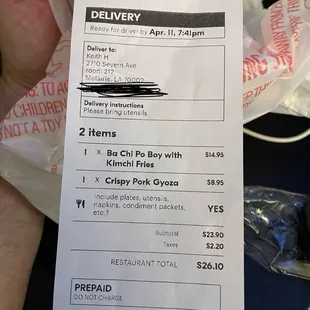 DELIVERY
Ready for driver by Apr. 11, 7:41pm
Deliver to:
Keith H
2710 Severn Ave
room: 212
Metairie, LA 70002
Delivery instructions
Please bring utensils
2 items
1 x Ba Chi Po Boy with $14.95
Kimchi Fries
1 x Crispy Pork Gyoza $8.95
Include plates, utensils,
napkins, condiment packets, YES
etc.?
Subtotal $23.90
Taxes $2.20
RESTAURANT TOTAL $26.10
PREPAID
DO NOT CHARGE
CHILDREN
NOT A TOY